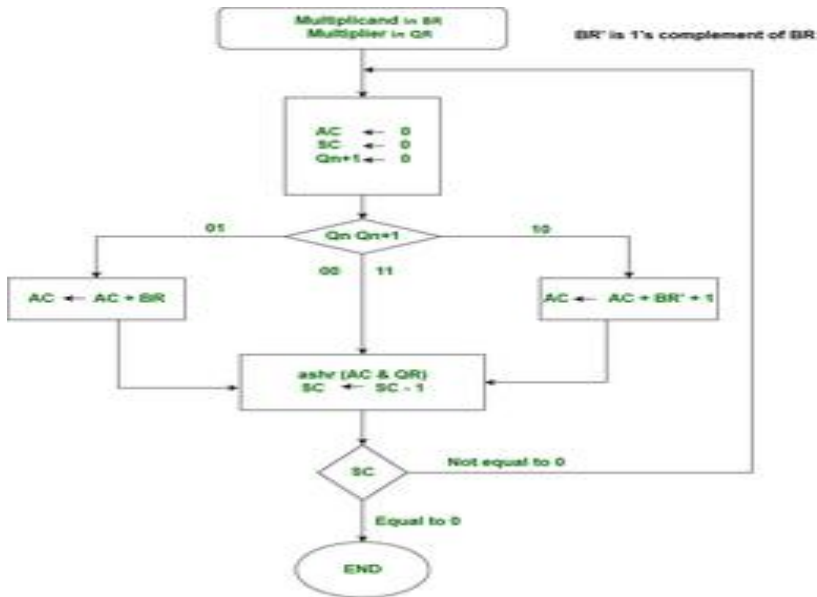 Multiplicand in BR
Multiplier in QR
BR' is 1's complement of BR
AC ← 0
SC ← 0
Qn+1 ← 0
01
Qn Qn+1
10
00 11
AC ← AC + BR
AC ← AC + BR' + 1
ashr (AC & QR)
SC ← SC - 1
SC
Not equal to 0
Equal to 0
END